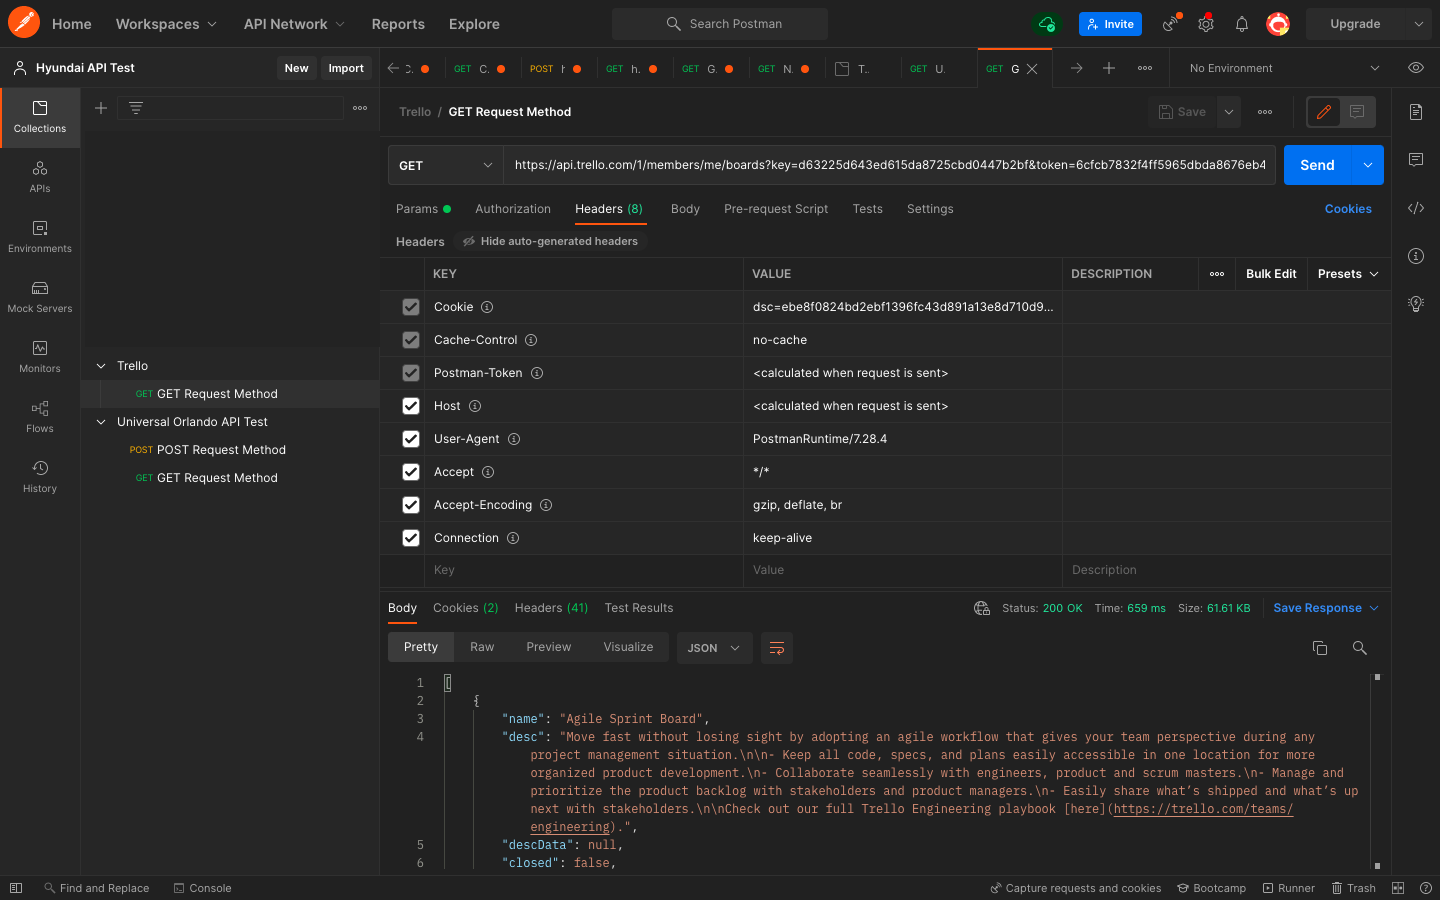 Home
Workspaces
API Network
Reports
Explore
Search Postman
Invite
Upgrade
Hyundai API Test
New
Import
GET C.
POST
GET h.
GET G.
GET N.
T..
GET U.
GET G
No Environment
Collections
APIs
Environments
Mock Servers
Monitors
Flows
History
Trello
GET GET Request Method
Universal Orlando API Test
POST POST Request Method
GET GET Request Method
Trello / GET Request Method
Save
GET
https://api.trello.com/1/members/me/boards?key=d63225d643ed615da8725cbd0447b2bf&token=6cfcb7832f4ff5965dbda8676eb4
Send
Params
Authorization
Headers (8)
Body
Pre-request Script
Tests
Settings
Cookies
Headers
Hide auto-generated headers
KEY VALUE DESCRIPTION
Bulk Edit
Presets
Cookie dsc=ebe8f0824bd2ebf1396fc43d891a13e8d710d9...
Cache-Control no-cache
Postman-Token <calculated when request is sent>
Host <calculated when request is sent>
User-Agent PostmanRuntime/7.28.4
Accept */*
Accept-Encoding gzip, deflate, br
Connection keep-alive
Key Value Description
Body
Cookies (2)
Headers (41)
Test Results
Status: 200 OK
Time: 659 ms
Size: 61.61 KB
Save Response
Pretty
Raw
Preview
Visualize
JSON
1 [
2 {
3 "name": "Agile Sprint Board",
4 "desc": "Move fast without losing sight by adopting an agile workflow that gives your team perspective during any
project management situation.\n\n- Keep all code, specs, and plans easily accessible in one location for more
organized product development.\n- Collaborate seamlessly with engineers, product and scrum masters.\n- Manage and
prioritize the product backlog with stakeholders and product managers.\n- Easily share what's shipped and what's up
next with stakeholders.\n\nCheck out our full Trello Engineering playbook [here](https://trello.com/teams/
engineering).",
5 "descData": null,
6 "closed": false,
Find and Replace
Console
Capture requests and cookies
Bootcamp
Runner
Trash